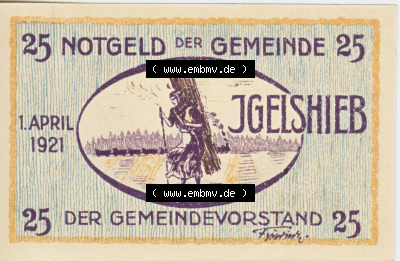 25 NOTGELD DER GEMEINDE 25
( www.embmv.de )
1. APRIL
1921
JGELSHIEB
( www.embmv.de )
25 DER GEMEINDEVORSTAND 25